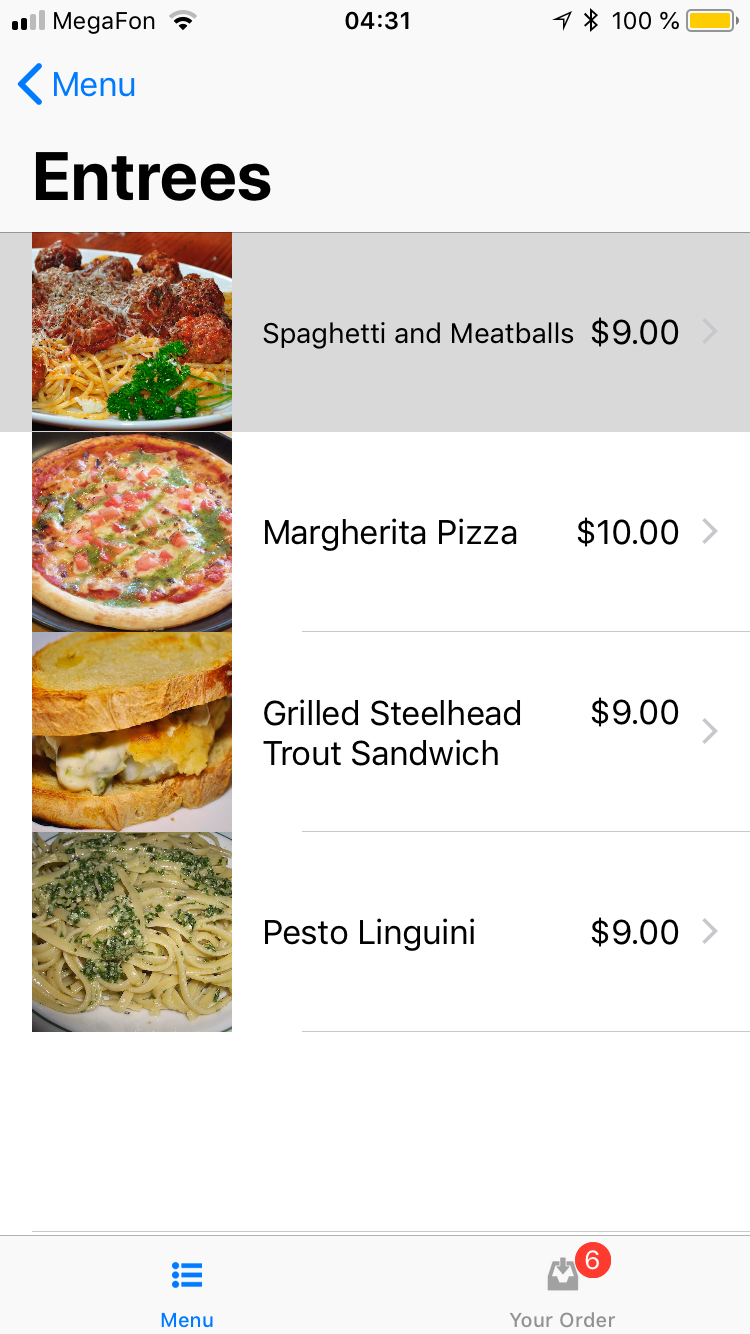 MegaFon 04:31 100 %
Menu
Entrees
Spaghetti and Meatballs $9.00
Margherita Pizza $10.00
Grilled Steelhead $9.00
Trout Sandwich
Pesto Linguini $9.00
6
Menu Your Order